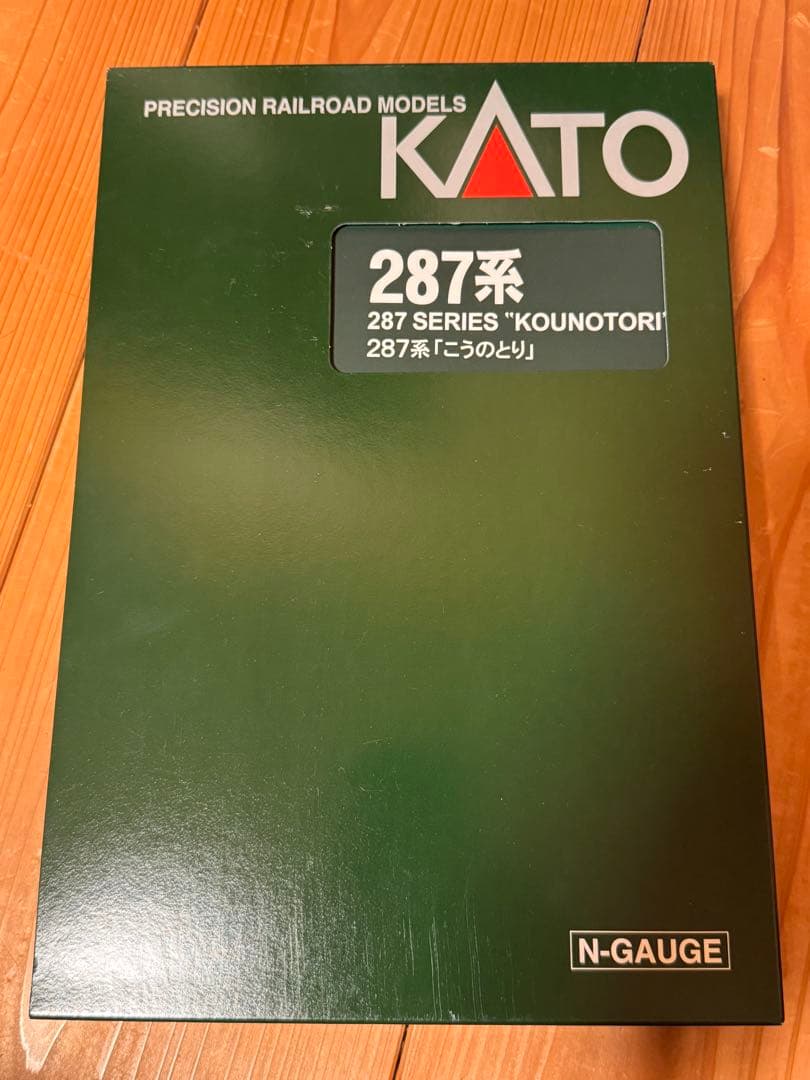 PRECISION RAILROAD MODELS
KATO
287系
287 SERIES "KOUNOTORI"
287系「こうのとり」
N-GAUGE